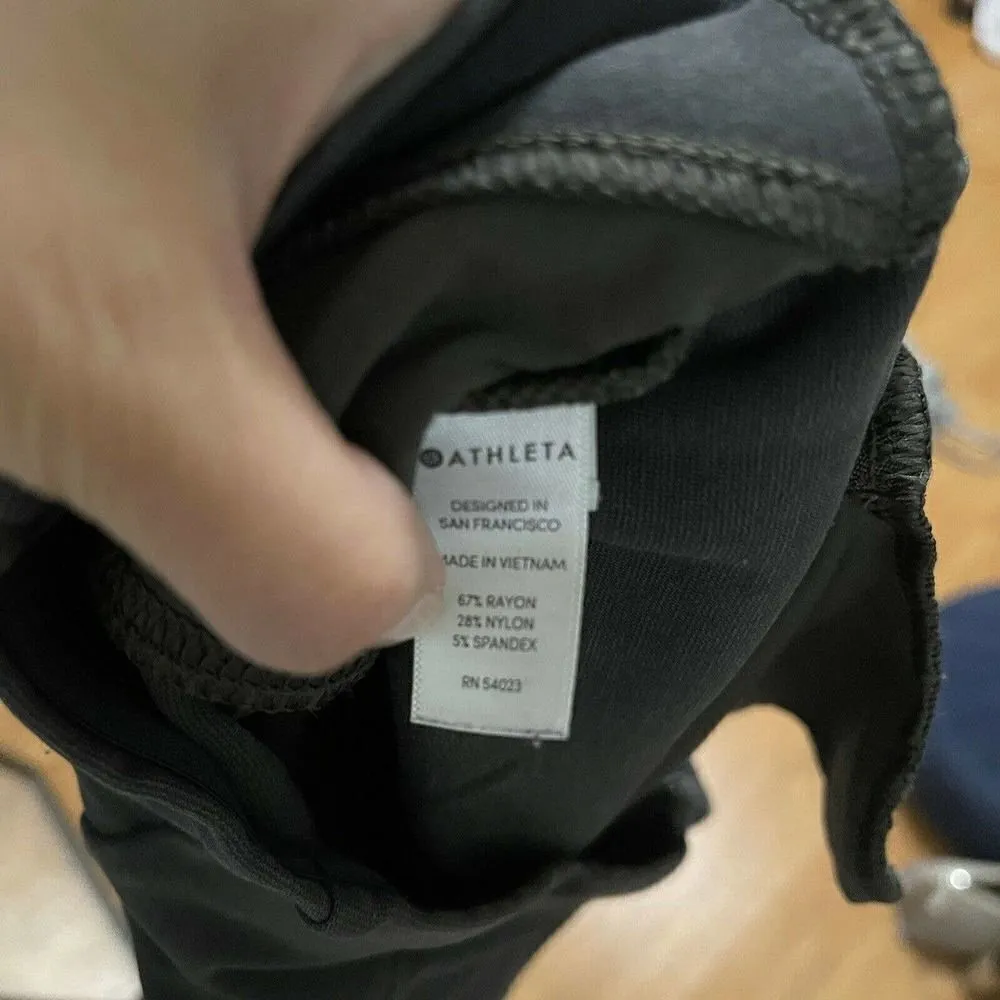 ATHLETA
DESIGNED IN
SAN FRANCISCO
MADE IN VIETNAM
67% RAYON
28% NYLON
5% SPANDEX
RN 54023